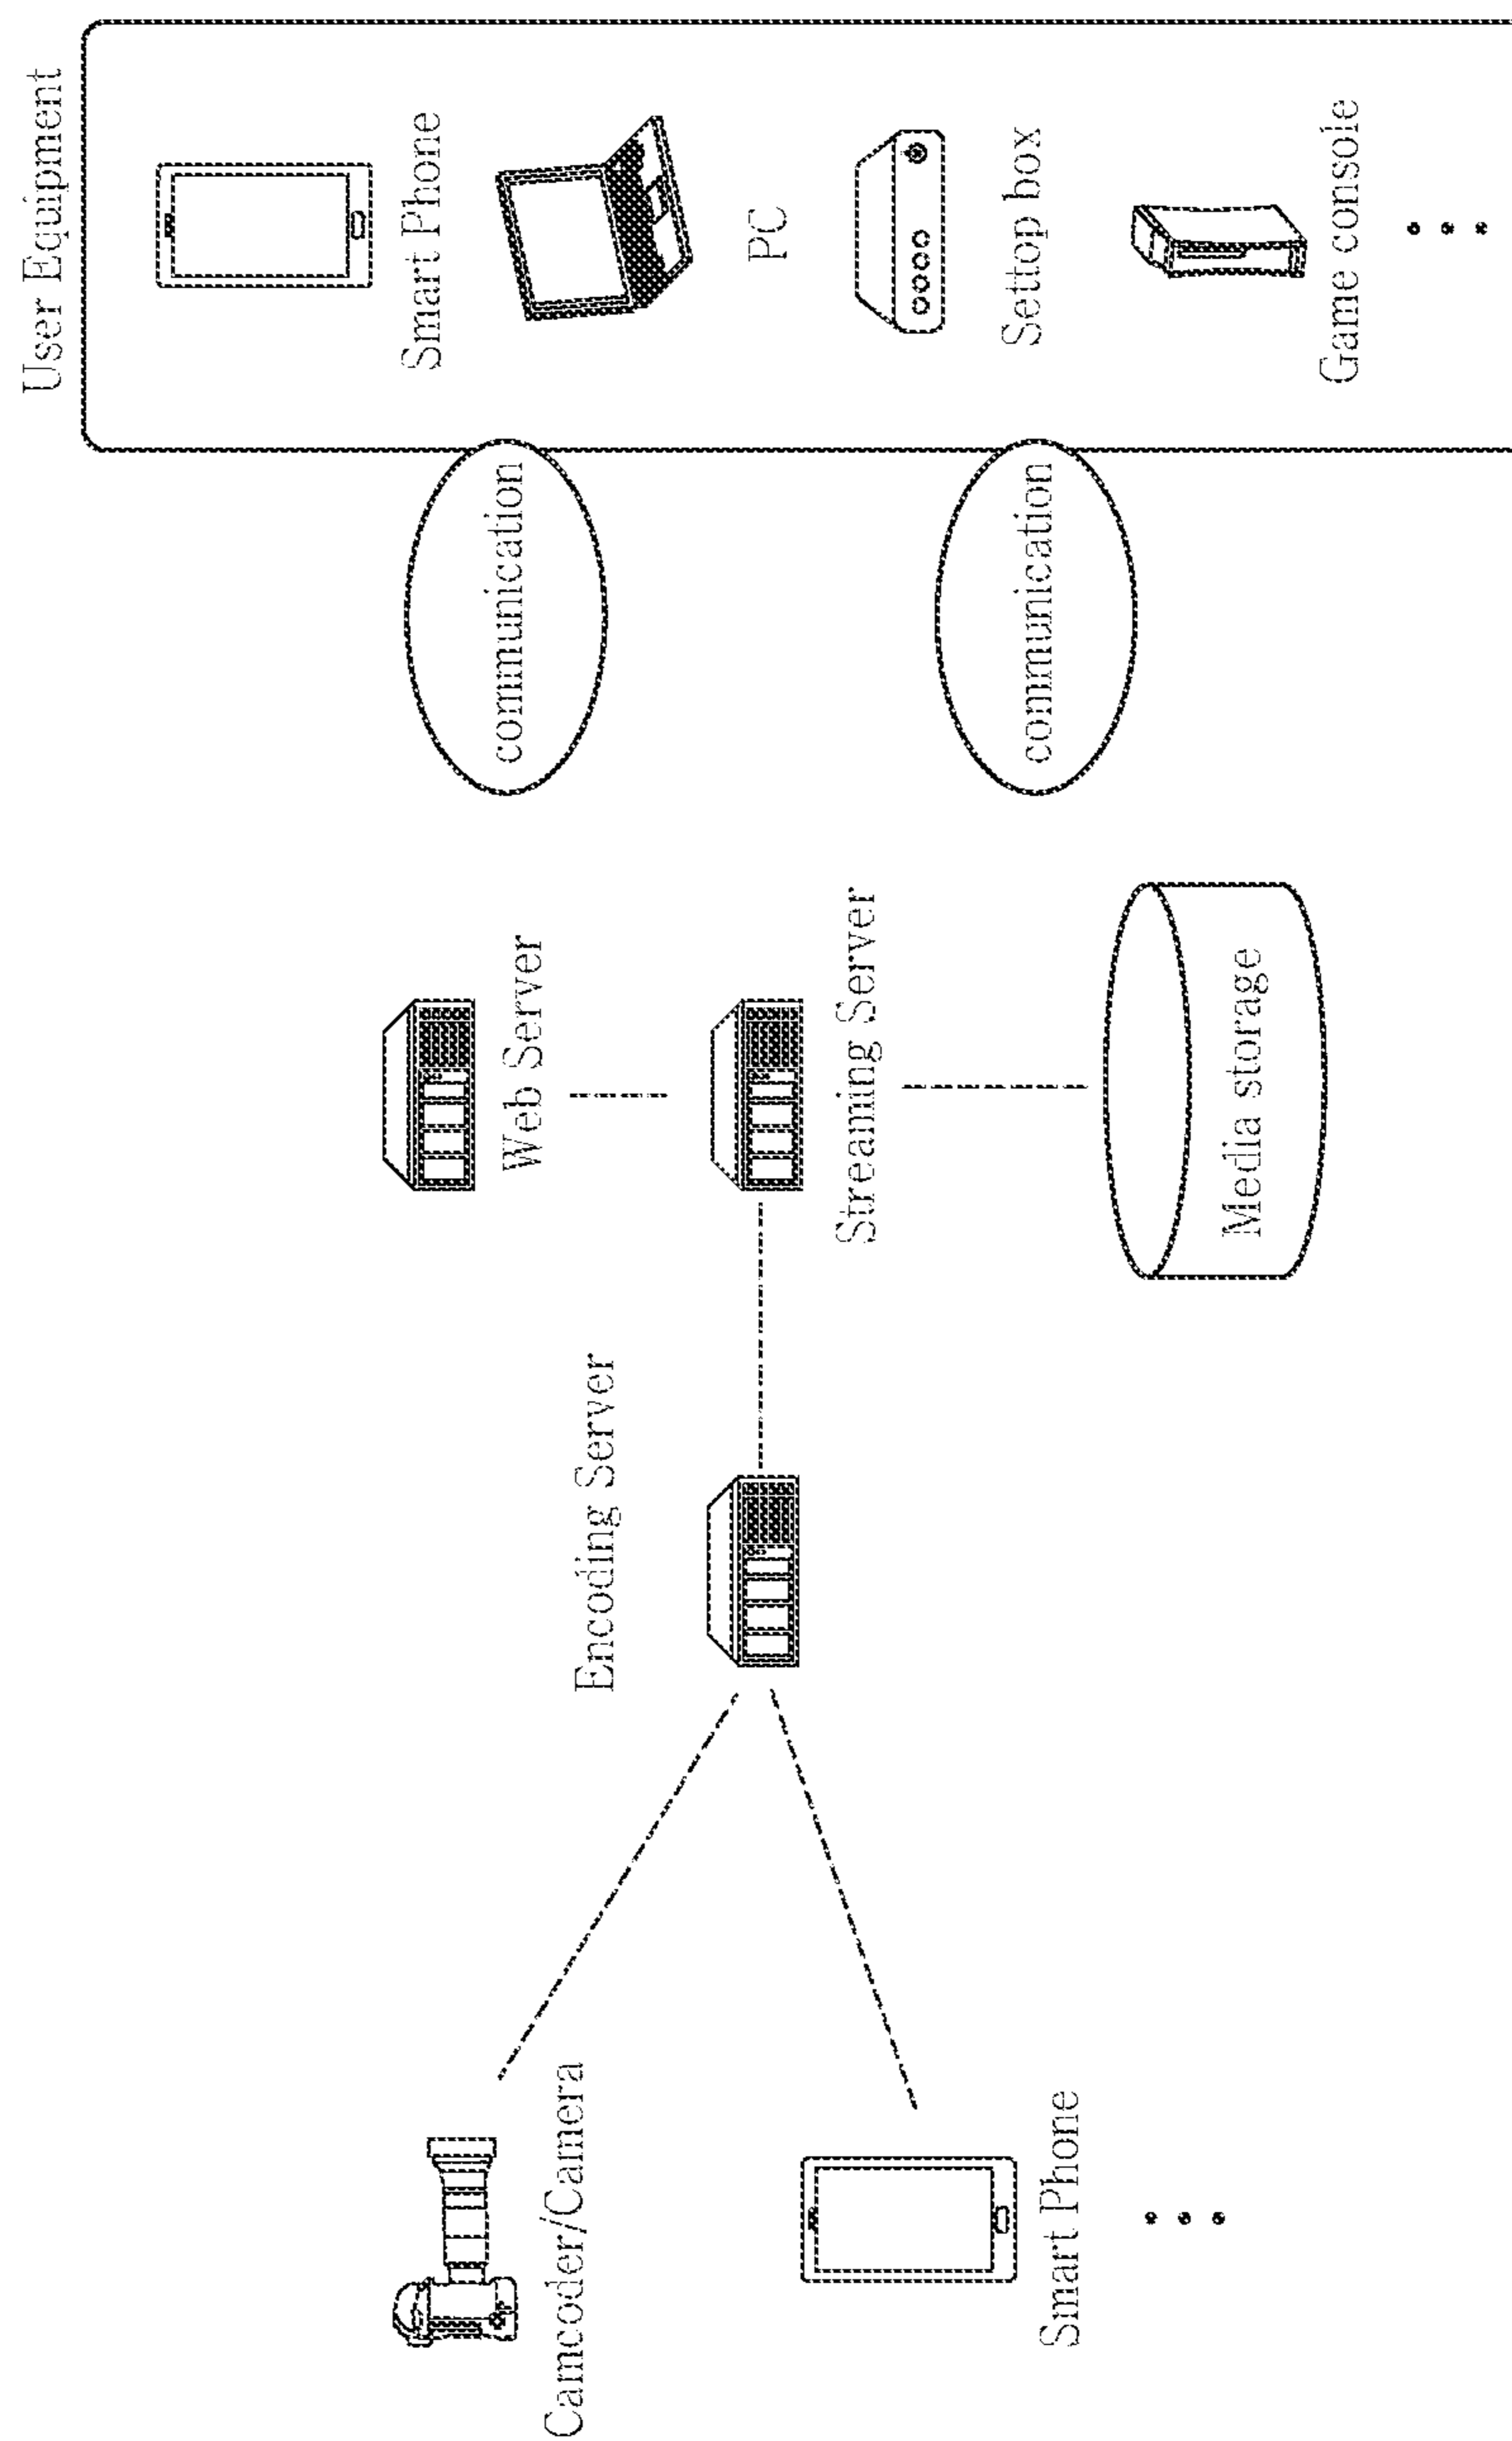 User Equipment
Smart Phone
PC
Settop box
Game console
communication
communication
Web Server
Streaming Server
Media storage
Encoding Server
Camcoder/Camera
Smart Phone